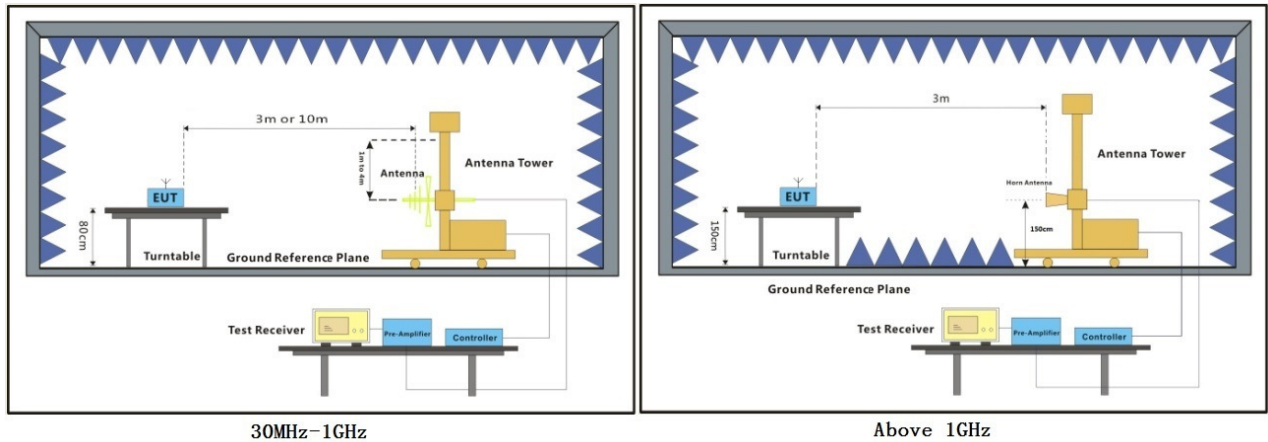 3m or 10m
1m to 4m
Antenna
Antenna Tower
EUT
80cm
Turntable
Ground Reference Plane
Test Receiver
Pre-Amplifier
Controller
30MHz-1GHz
3m
Antenna Tower
Horn Antenna
EUT
150cm
150cm
Turntable
Ground Reference Plane
Test Receiver
Pre-Amplifier
Controller
Above 1GHz